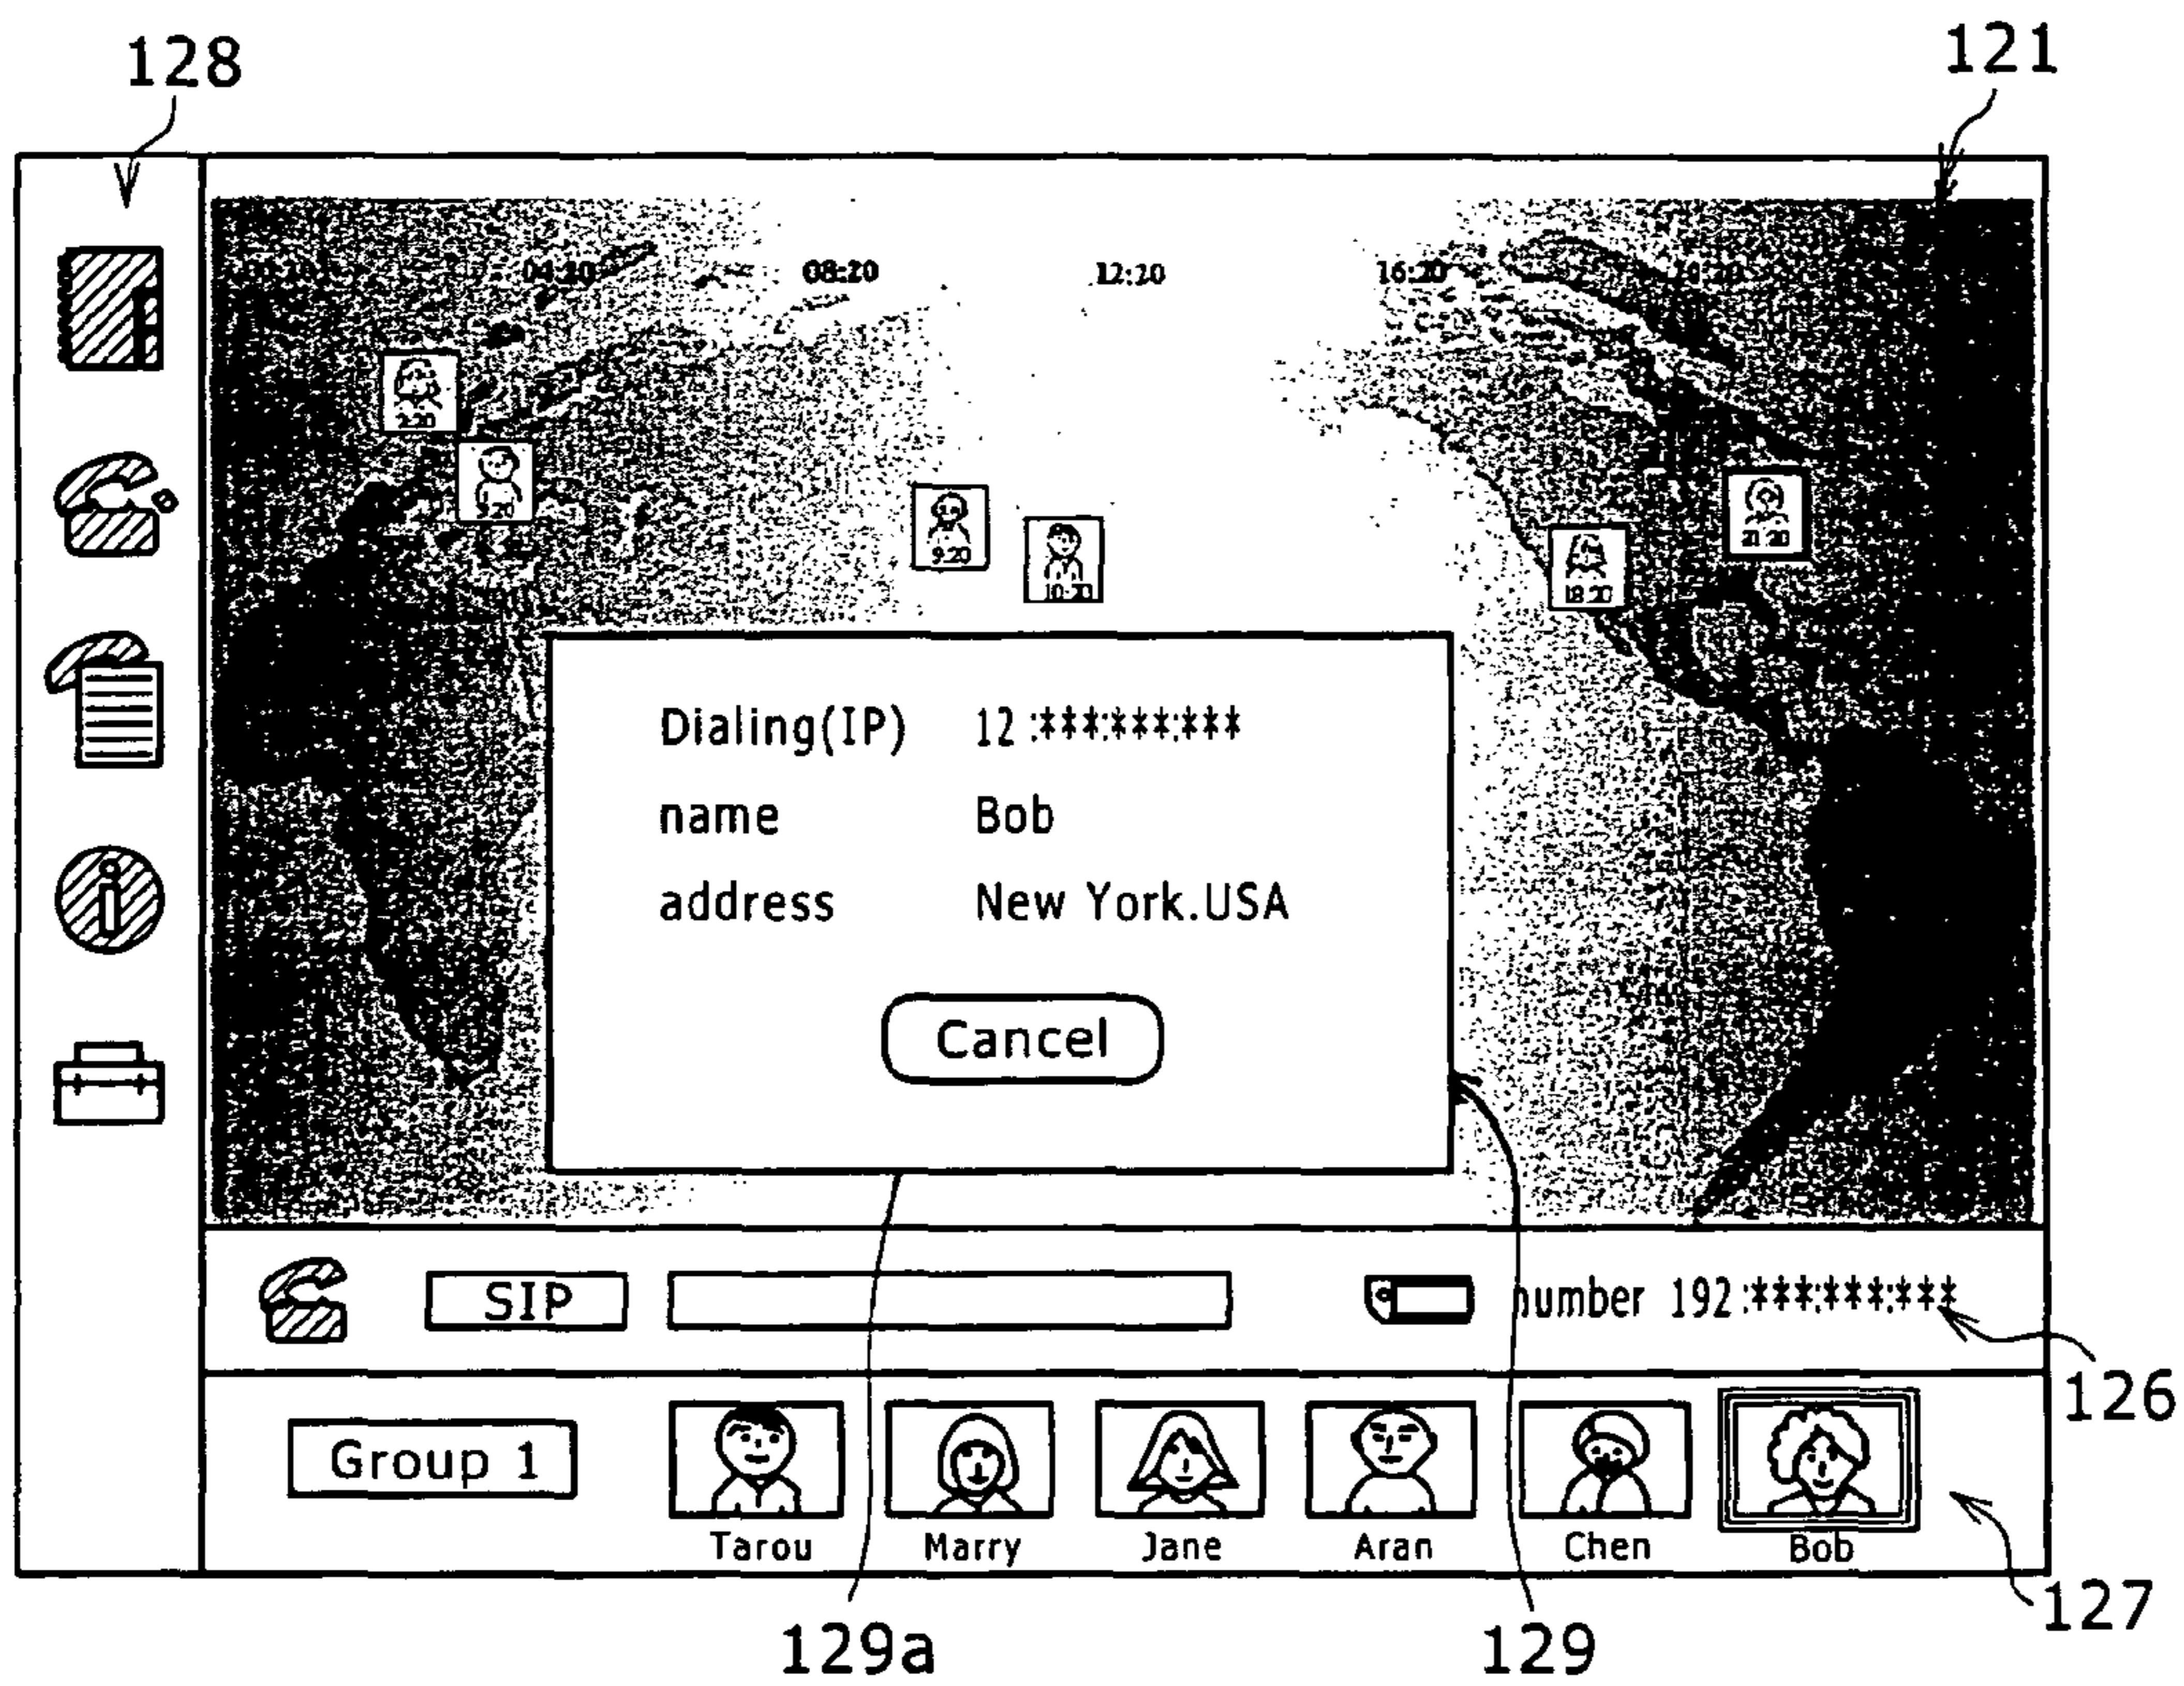 128
121
04:20 08:20 12:20 16:20
2:20
3:20
9:20
10:20
18:20
21:20
Dialing(IP) 12:***:***:***
name Bob
address New York.USA
Cancel
SIP number 192:***:***:***
126
Group 1
Tarou Marry Jane Aran Chen Bob
127
129a 129